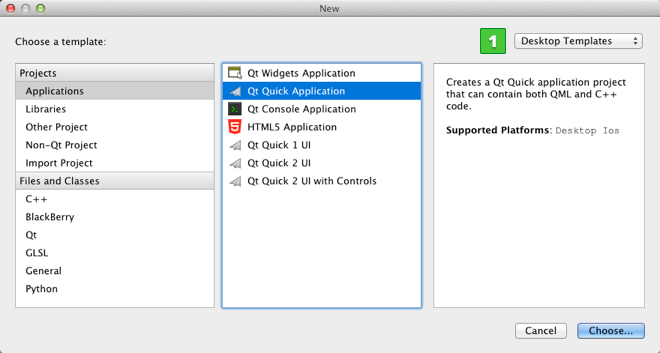 New
Choose a template:
1
Desktop Templates
Projects
Applications
Libraries
Other Project
Non-Qt Project
Import Project
Files and Classes
C++
BlackBerry
Qt
GLSL
General
Python
Qt Widgets Application
Qt Quick Application
Qt Console Application
HTML5 Application
Qt Quick 1 UI
Qt Quick 2 UI
Qt Quick 2 UI with Controls
Creates a Qt Quick application project
that can contain both QML and C++
code.
Supported Platforms: Desktop Ios
Cancel
Choose...